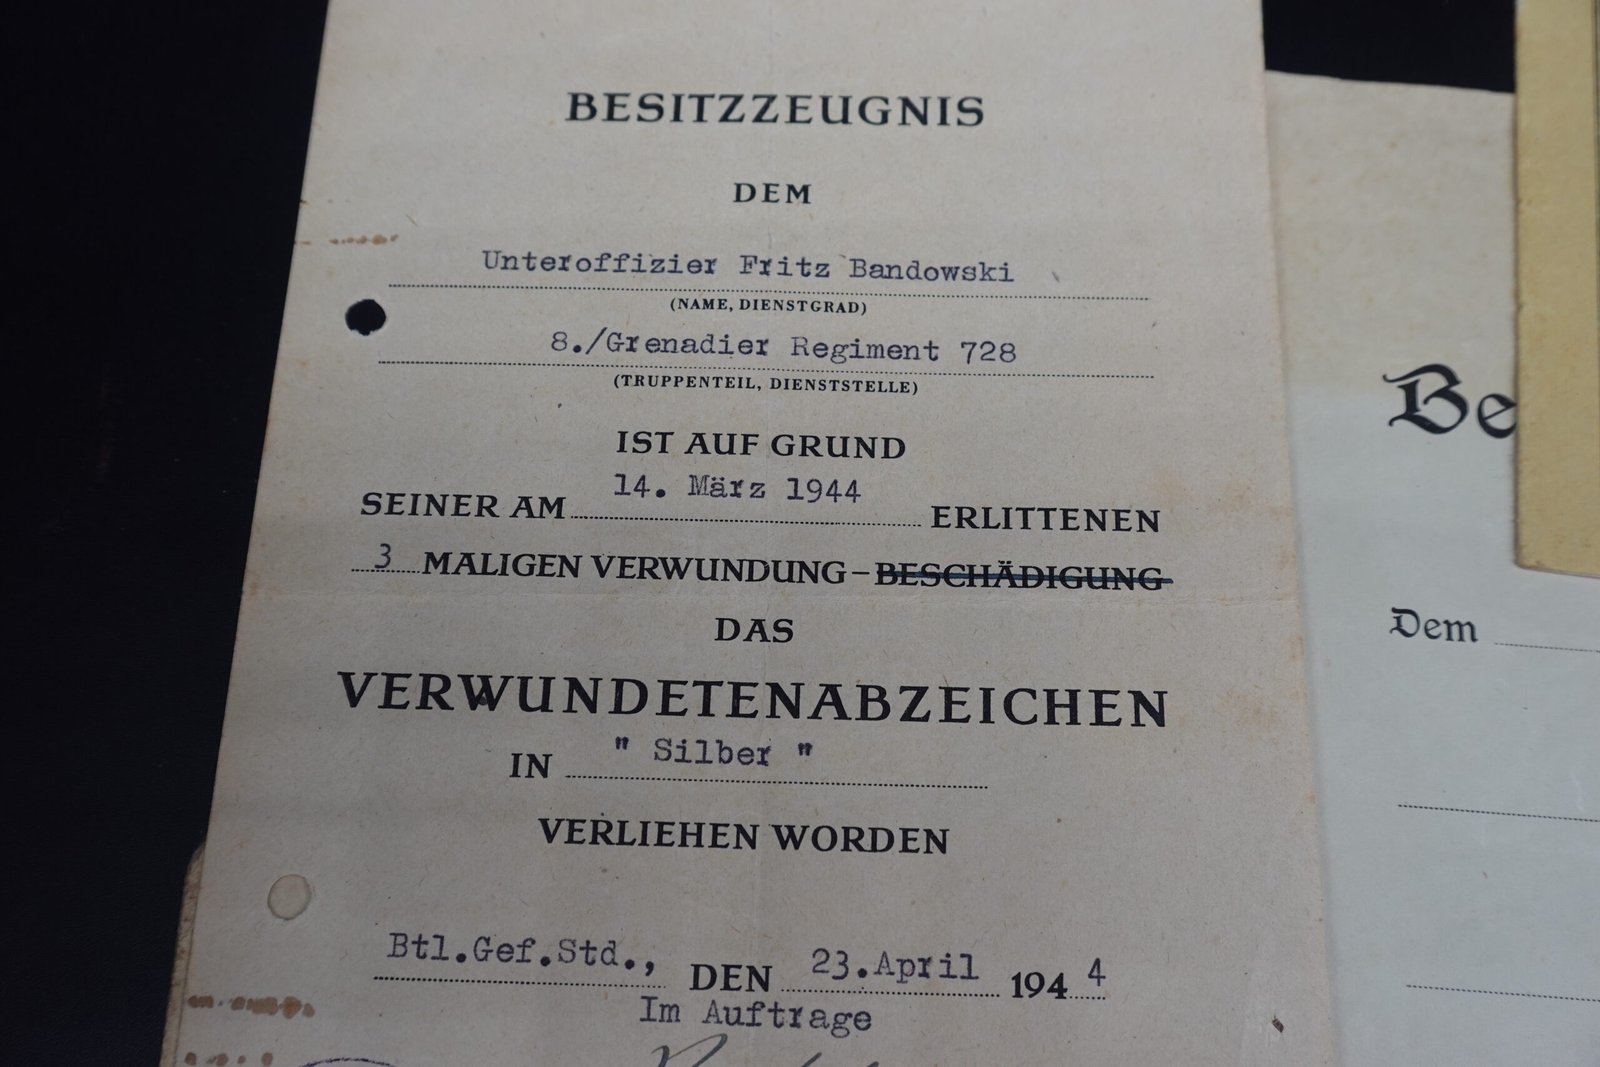 BESITZZEUGNIS
DEM
Unteroffizier Fritz Bandowski
(NAME, DIENSTGRAD)
8./Grenadier Regiment 728
(TRUPPENTEIL, DIENSTSTELLE)
IST AUF GRUND
SEINER AM 14. März 1944 ERLITTENEN
3 MALIGEN VERWUNDUNG – BESCHÄDIGUNG
DAS
VERWUNDETENABZEICHEN
IN " Silber "
VERLIEHEN WORDEN
Btl.Gef.Std., DEN 23.April 194 4
Im Auftrage
Be
Dem